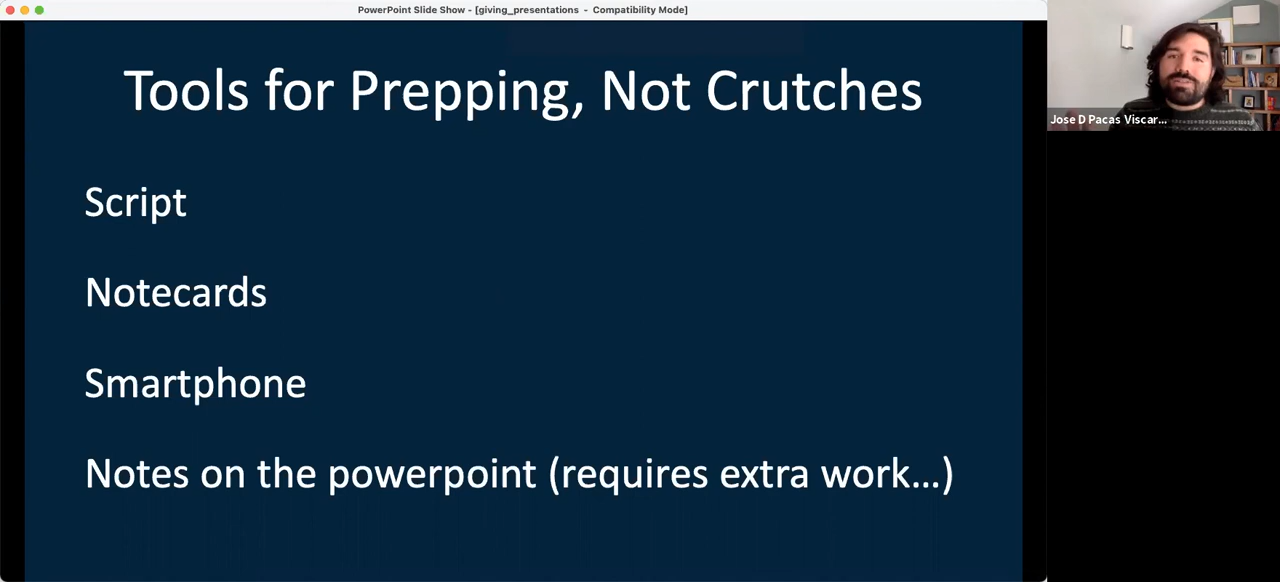 PowerPoint Slide Show - [giving_presentations - Compatibility Mode]
Tools for Prepping, Not Crutches
Script
Notecards
Smartphone
Notes on the powerpoint (requires extra work…)
Jose D Pacas Viscar...